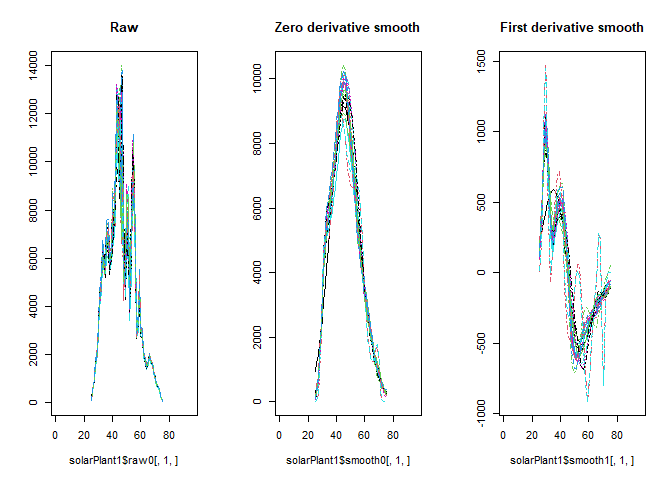 Raw
14000
12000
10000
8000
6000
4000
2000
0
0 20 40 60 80
solarPlant1$raw0[, 1, ]
Zero derivative smooth
10000
8000
6000
4000
2000
0
0 20 40 60 80
solarPlant1$smooth0[, 1, ]
First derivative smooth
1500
1000
500
0
-500
-1000
0 20 40 60 80
solarPlant1$smooth1[, 1, ]